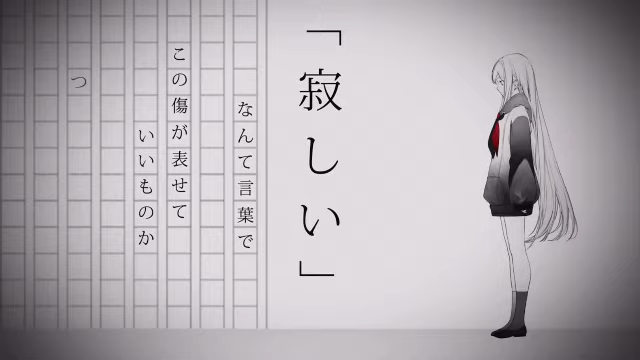 「寂しい」
なんて言葉で
この傷が表せて
いいものか
つ